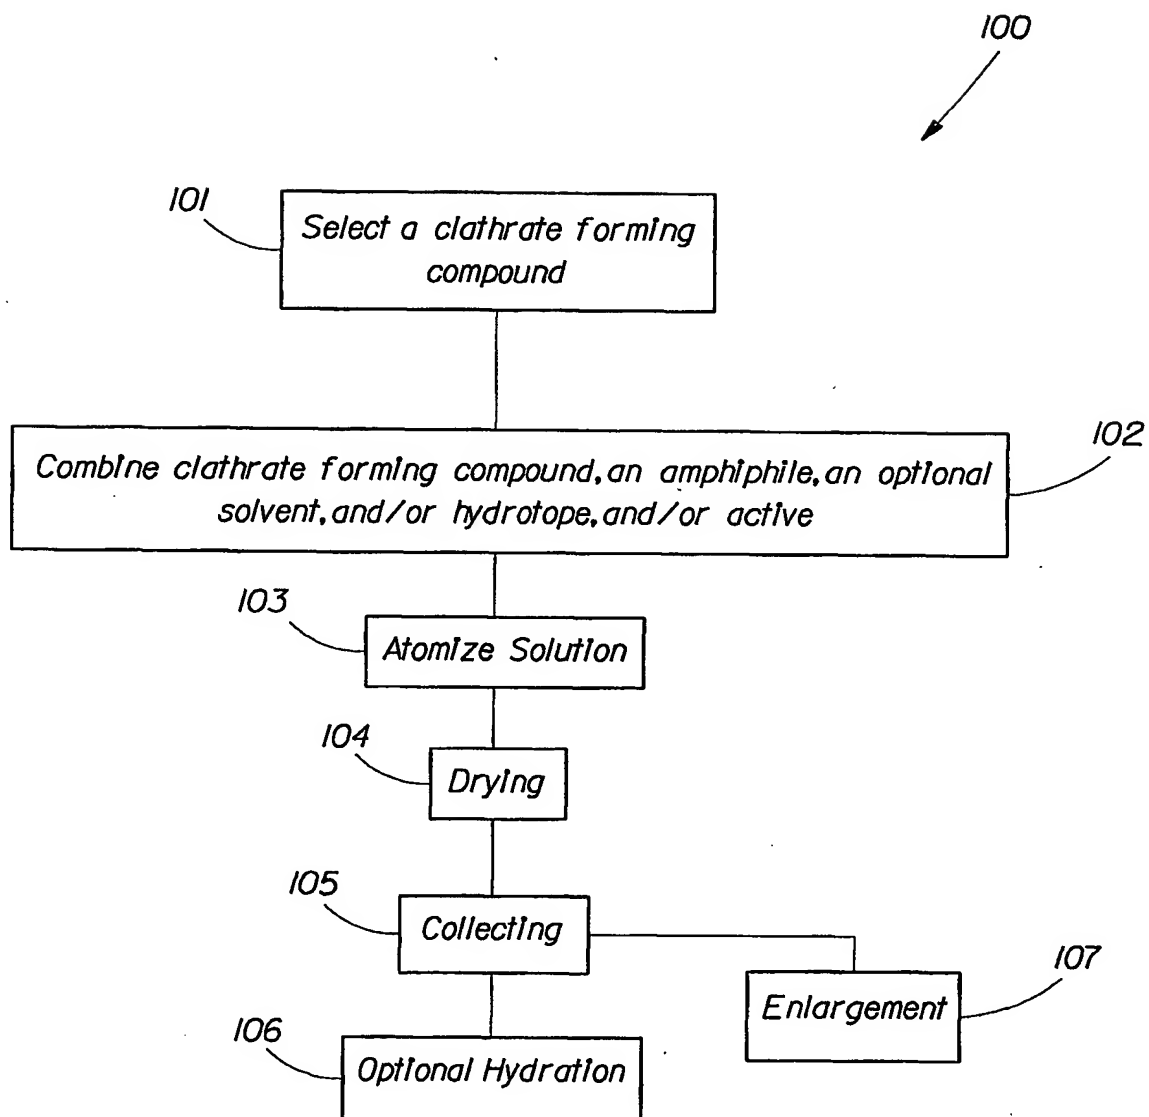 100
101
Select a clathrate forming
compound
102
Combine clathrate forming compound, an amphiphile, an optional
solvent, and/or hydrotope, and/or active
103
Atomize Solution
104
Drying
105
Collecting
107
Enlargement
106
Optional Hydration